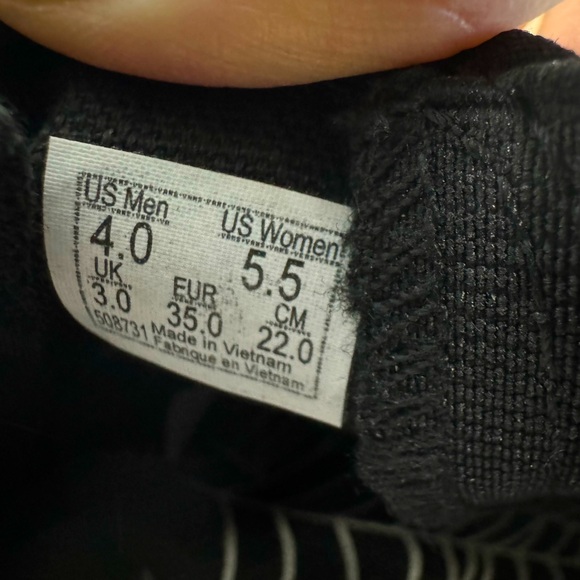 US Men
4.0
US Women
5.5
UK
3.0
EUR
35.0
CM
22.0
508731
Made in Vietnam
Fabrique en Vietnam